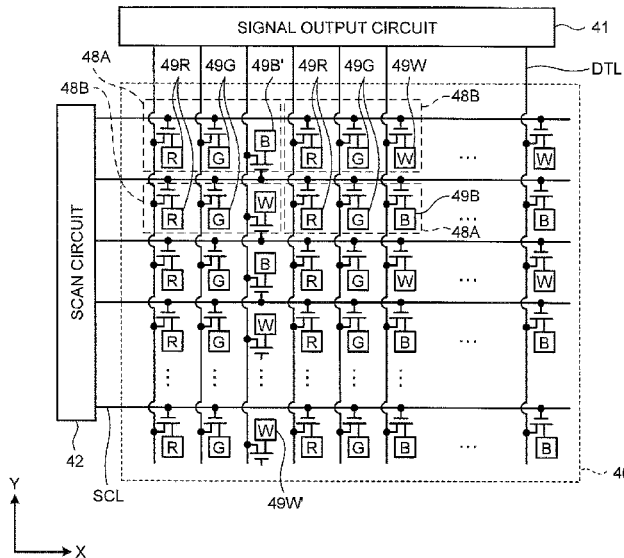 SIGNAL OUTPUT CIRCUIT
41
48A 49R 49G 49B' 49R 49G 49W DTL
48B 48B
B
R G R G W ... W
W 49B
R G R G B ... B
48A
B
R G R G W ... W
W
R G R G B ... B
SCAN CIRCUIT
W
R G R G B ... B
42
SCL 49W'
Y
X